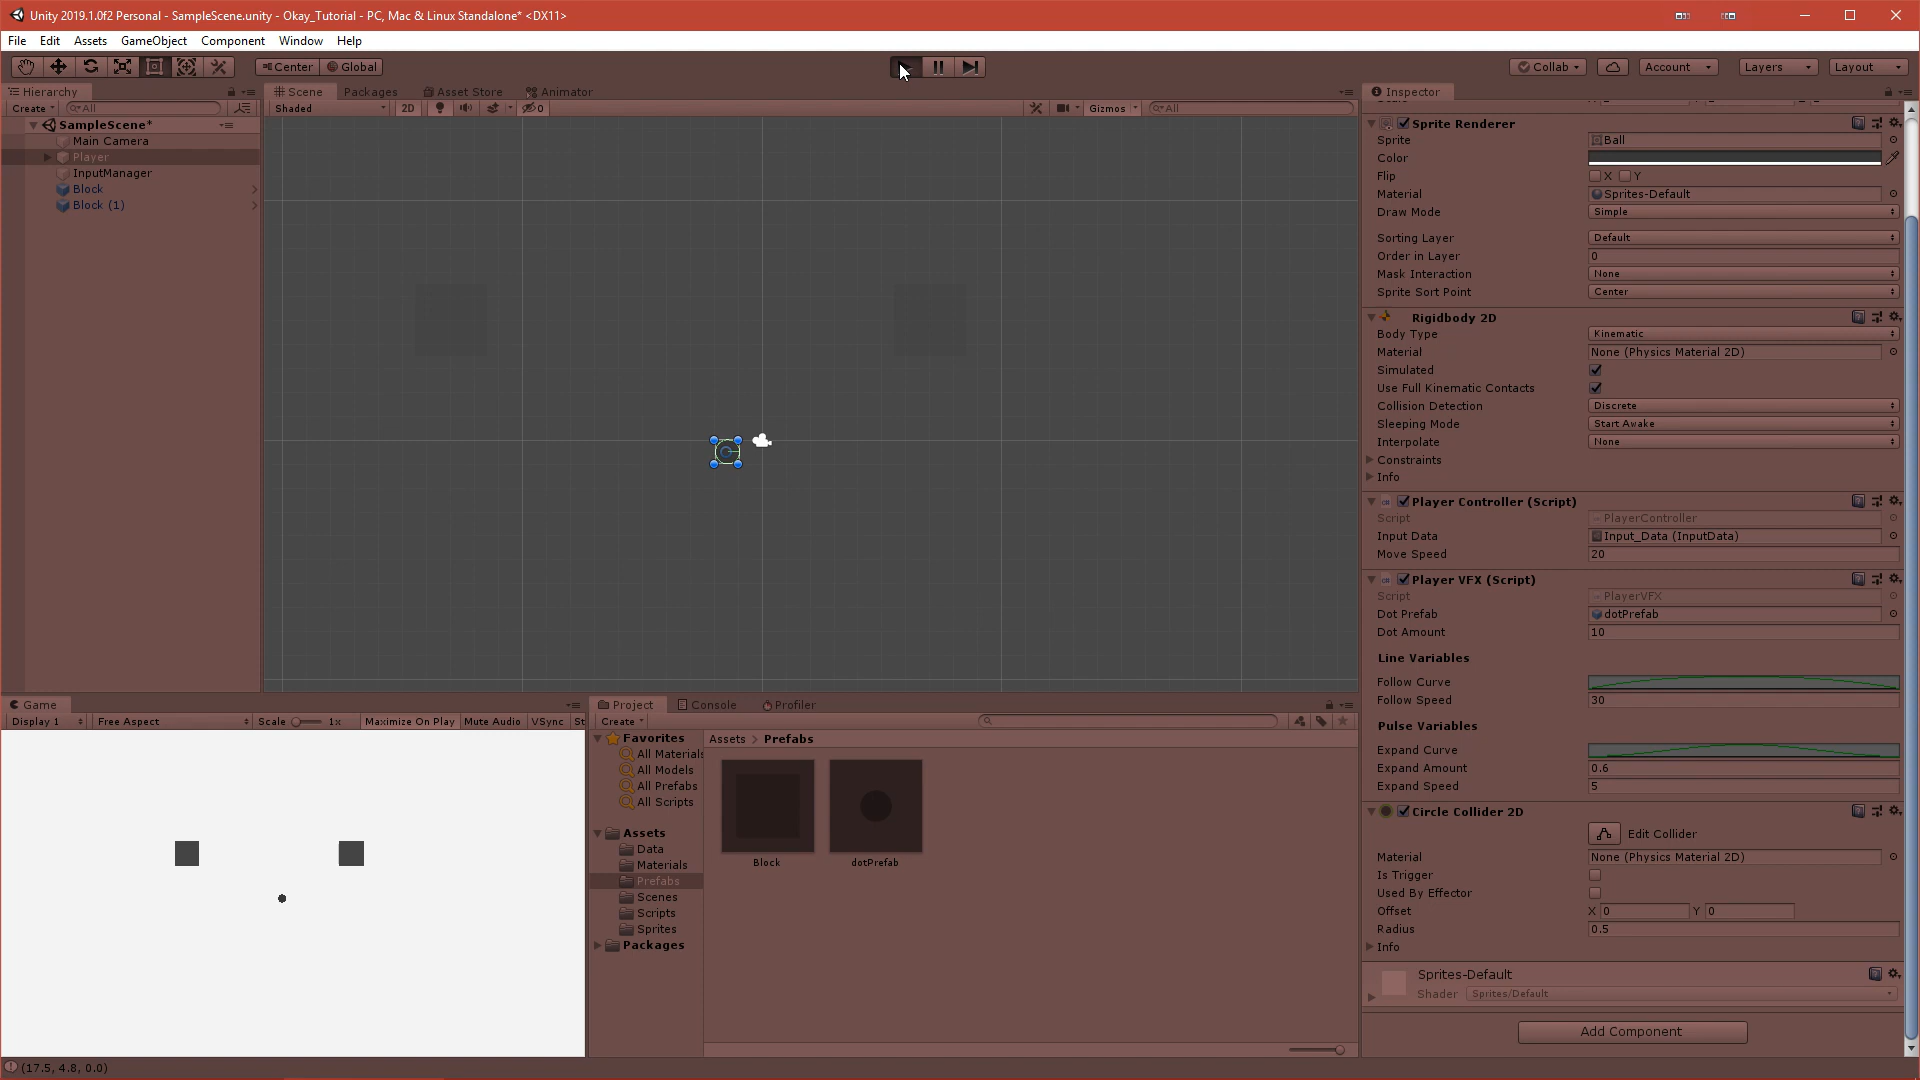 Unity 2019.1.0f2 Personal - SampleScene.unity - Okay_Tutorial - PC, Mac & Linux Standalone* <DX11>
File Edit Assets GameObject Component Window Help
Center Global Collab Account Layers Layout
Hierarchy Scene Packages Asset Store Animator Inspector
Create All Shaded 2D 0 Gizmos All
SampleScene*
Main Camera
Player
InputManager
Block
Block (1)
Sprite Renderer
Sprite Ball
Color
Flip X Y
Material Sprites-Default
Draw Mode Simple
Sorting Layer Default
Order in Layer 0
Mask Interaction None
Sprite Sort Point Center
Rigidbody 2D
Body Type Kinematic
Material None (Physics Material 2D)
Simulated
Use Full Kinematic Contacts
Collision Detection Discrete
Sleeping Mode Start Awake
Interpolate None
Constraints
Info
Player Controller (Script)
Script PlayerController
Input Data Input_Data (InputData)
Move Speed 20
Player VFX (Script)
Script PlayerVFX
Dot Prefab dotPrefab
Dot Amount 10
Line Variables
Follow Curve
Follow Speed 30
Pulse Variables
Expand Curve
Expand Amount 0.6
Expand Speed 5
Circle Collider 2D
Edit Collider
Material None (Physics Material 2D)
Is Trigger
Used By Effector
Offset X 0 Y 0
Radius 0.5
Info
Sprites-Default
Shader Sprites/Default
Add Component
Game
Display 1 Free Aspect Scale 1x Maximize On Play Mute Audio VSync St
Project Console Profiler
Create
Favorites
All Materials
All Models
All Prefabs
All Scripts
Assets
Data
Materials
Prefabs
Scenes
Scripts
Sprites
Packages
Assets > Prefabs
Block dotPrefab
(17.5, 4.8, 0.0)